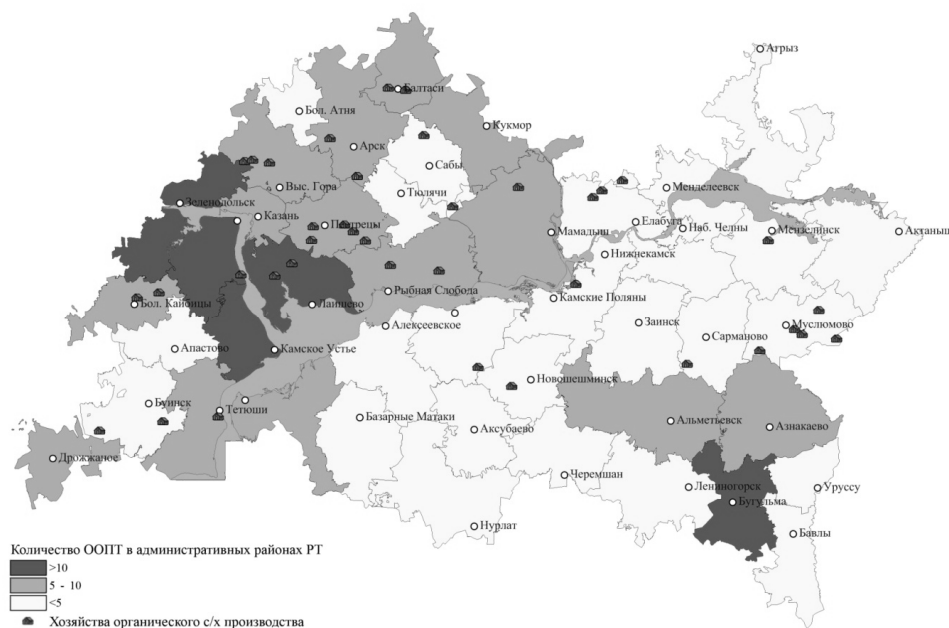 Агрыз
Балтаси
Бол. Атня
Кукмор
Арск
Сабы
Выс. Гора
Тюлячи
Менделеевск
Зеленодольск
Казань
Пестрецы
Мамадыш
Елабуга
Наб. Челны
Мензелинск
Актаныш
Нижнекамск
Рыбная Слобода
Камские Поляны
Бол. Кайбицы
Лаишево
Алексеевское
Заинск
Сарманово
Муслюмово
Апастово
Камское Устье
Новошешминск
Буинск
Тетюши
Базарные Матаки
Аксубаево
Альметьевск
Азнакаево
Дрожжаное
Черемшан
Лениногорск
Уруссу
Бугульма
Нурлат
Бавлы
Количество ООПТ в административных районах РТ
>10
5 - 10
<5
Хозяйства органического с/х производства